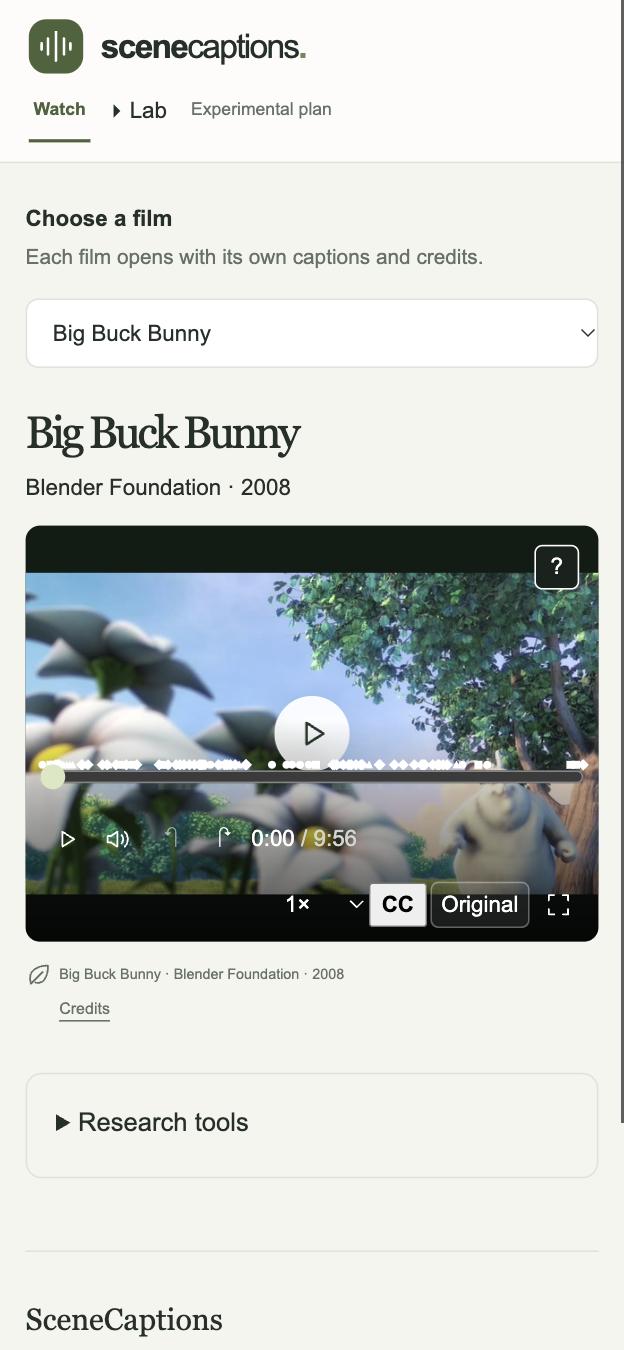 scenecaptions.
Watch
Lab
Experimental plan
Choose a film
Each film opens with its own captions and credits.
Big Buck Bunny
Big Buck Bunny
Blender Foundation · 2008
?
0:00 / 9:56
1×
CC
Original
Big Buck Bunny · Blender Foundation · 2008
Credits
Research tools
SceneCaptions